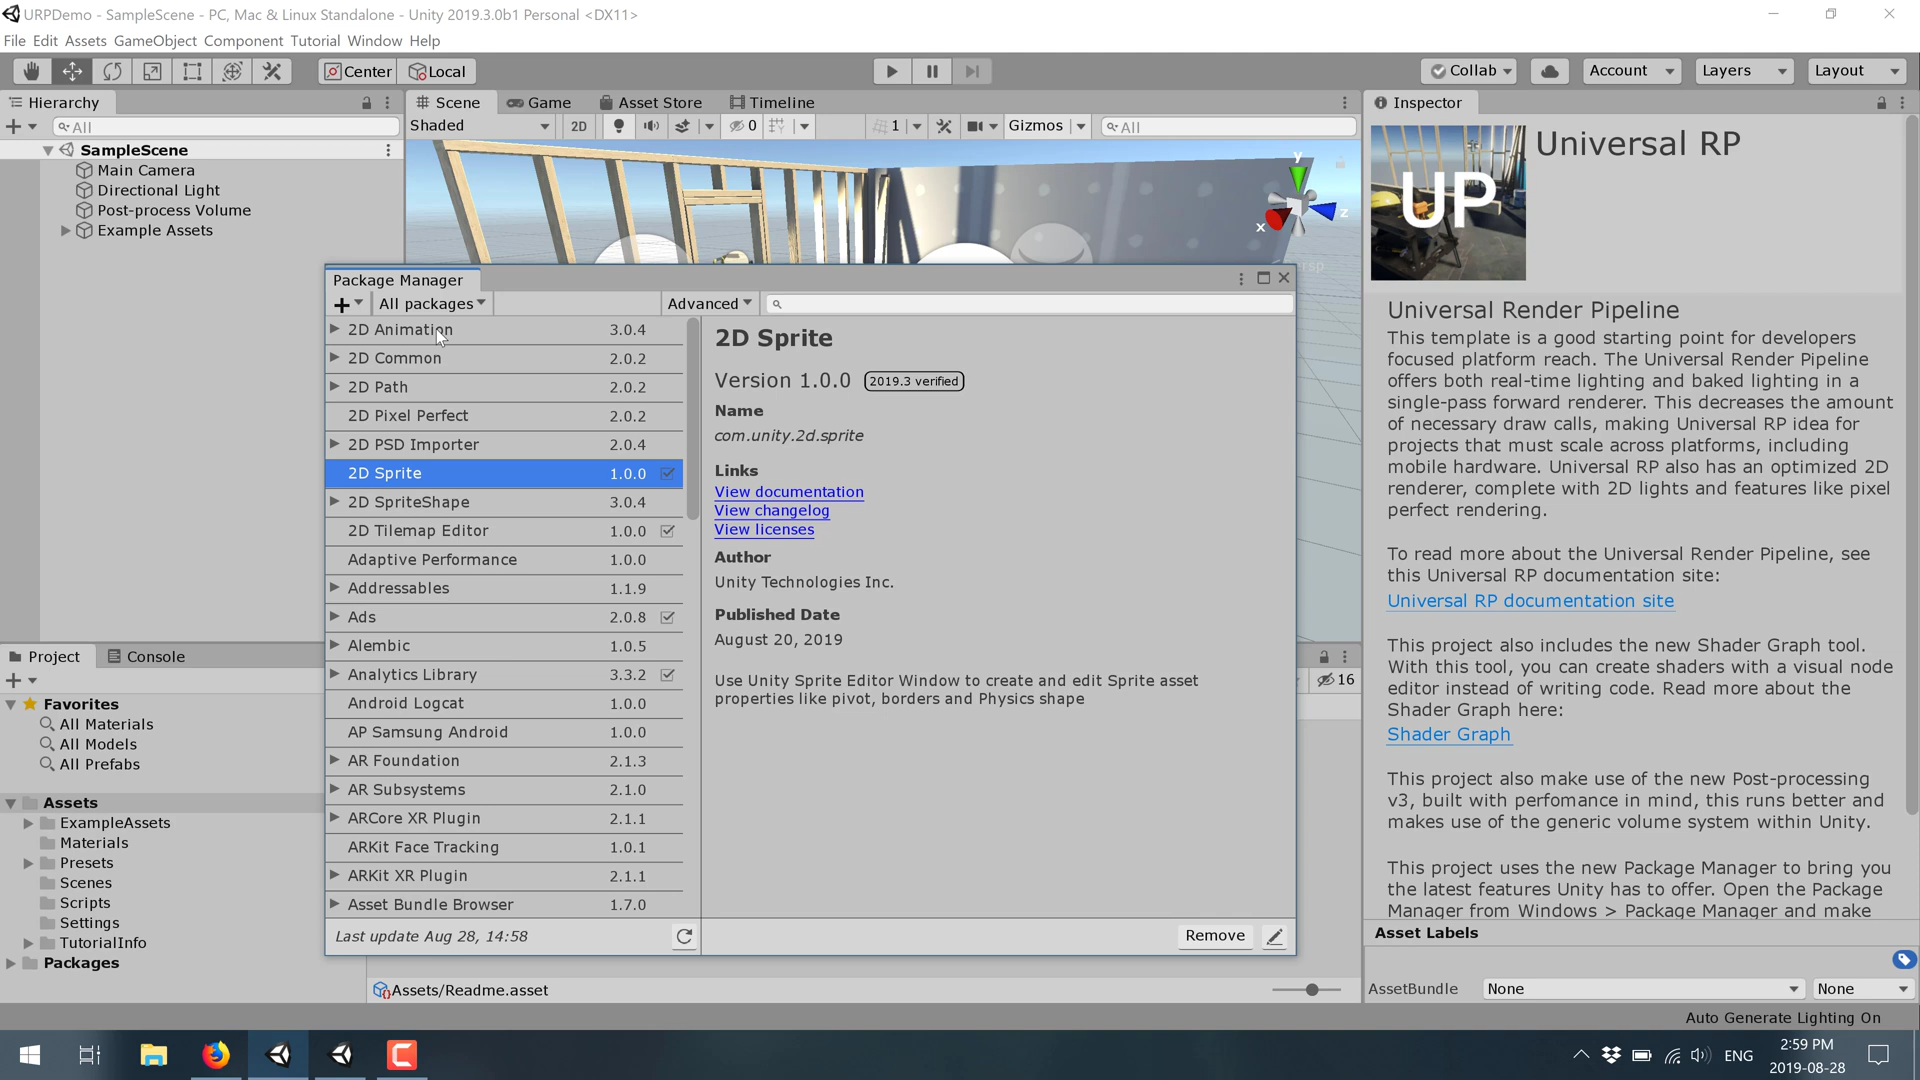 URPDemo - SampleScene - PC, Mac & Linux Standalone - Unity 2019.3.0b1 Personal <DX11>
File Edit Assets GameObject Component Tutorial Window Help
Center Local Collab Account Layers Layout
Hierarchy
All
SampleScene
Main Camera
Directional Light
Post-process Volume
Example Assets
Scene Game Asset Store Timeline
Shaded 2D 0 1 Gizmos All
y
x z
Package Manager
All packages Advanced
2D Animation 3.0.4
2D Common 2.0.2
2D Path 2.0.2
2D Pixel Perfect 2.0.2
2D PSD Importer 2.0.4
2D Sprite 1.0.0
2D SpriteShape 3.0.4
2D Tilemap Editor 1.0.0
Adaptive Performance 1.0.0
Addressables 1.1.9
Ads 2.0.8
Alembic 1.0.5
Analytics Library 3.3.2
Android Logcat 1.0.0
AP Samsung Android 1.0.0
AR Foundation 2.1.3
AR Subsystems 2.1.0
ARCore XR Plugin 2.1.1
ARKit Face Tracking 1.0.1
ARKit XR Plugin 2.1.1
Asset Bundle Browser 1.7.0
Last update Aug 28, 14:58
2D Sprite
Version 1.0.0 2019.3 verified
Name
com.unity.2d.sprite
Links
View documentation
View changelog
View licenses
Author
Unity Technologies Inc.
Published Date
August 20, 2019
Use Unity Sprite Editor Window to create and edit Sprite asset
properties like pivot, borders and Physics shape
Remove
Project Console
16
Favorites
All Materials
All Models
All Prefabs
Assets
ExampleAssets
Materials
Presets
Scenes
Scripts
Settings
TutorialInfo
Packages
Assets/Readme.asset
Inspector
UP
Universal RP
Universal Render Pipeline
This template is a good starting point for developers
focused platform reach. The Universal Render Pipeline
offers both real-time lighting and baked lighting in a
single-pass forward renderer. This decreases the amount
of necessary draw calls, making Universal RP idea for
projects that must scale across platforms, including
mobile hardware. Universal RP also has an optimized 2D
renderer, complete with 2D lights and features like pixel
perfect rendering.
To read more about the Universal Render Pipeline, see
this Universal RP documentation site:
Universal RP documentation site
This project also includes the new Shader Graph tool.
With this tool, you can create shaders with a visual node
editor instead of writing code. Read more about the
Shader Graph here:
Shader Graph
This project also make use of the new Post-processing
v3, built with perfomance in mind, this runs better and
makes use of the generic volume system within Unity.
This project uses the new Package Manager to bring you
the latest features Unity has to offer. Open the Package
Manager from Windows > Package Manager and make
Asset Labels
AssetBundle None None
Auto Generate Lighting On
ENG
2:59 PM
2019-08-28